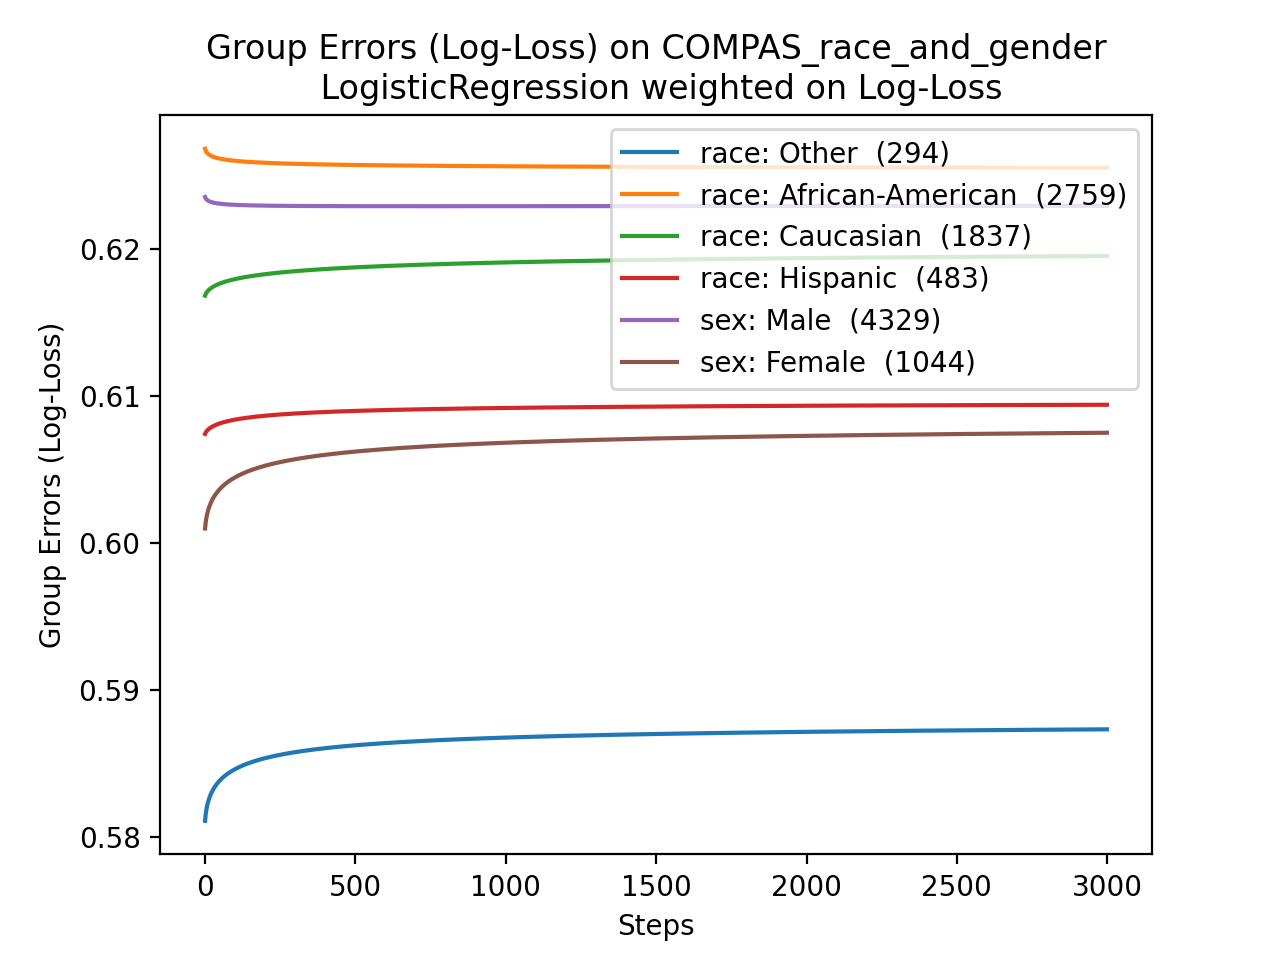 Group Errors (Log-Loss) on COMPAS_race_and_gender
LogisticRegression weighted on Log-Loss
race: Other (294)
race: African-American (2759)
race: Caucasian (1837)
race: Hispanic (483)
sex: Male (4329)
sex: Female (1044)
Group Errors (Log-Loss)
0.62
0.61
0.60
0.59
0.58
0 500 1000 1500 2000 2500 3000
Steps